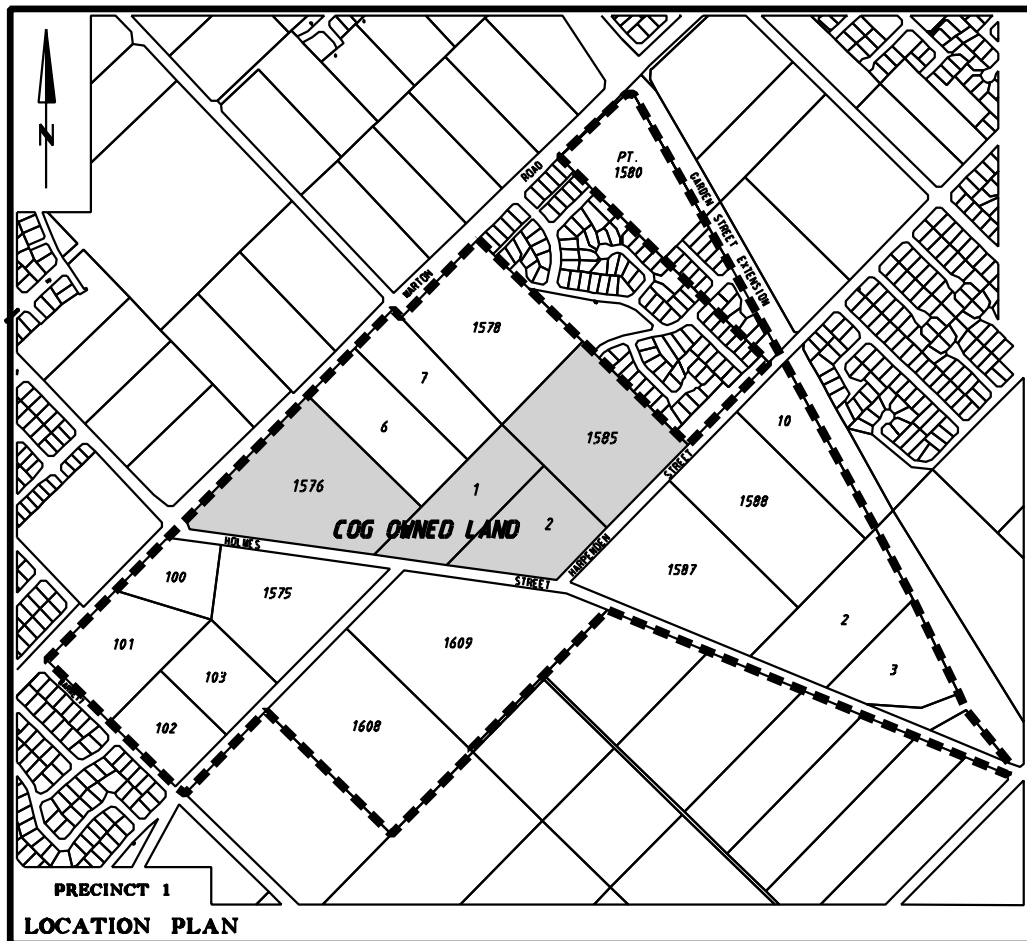 N
PT.
1580
ROAD
WARTON
GARDEN STREET EXTENSION
1578
7
6
10
1585
1576
1
2
STREET
1588
COG OWNED LAND
HARPENDEN
HOLMES
STREET
100
1575
1587
2
101
1609
103
3
102
1608
PRECINCT 1
LOCATION PLAN